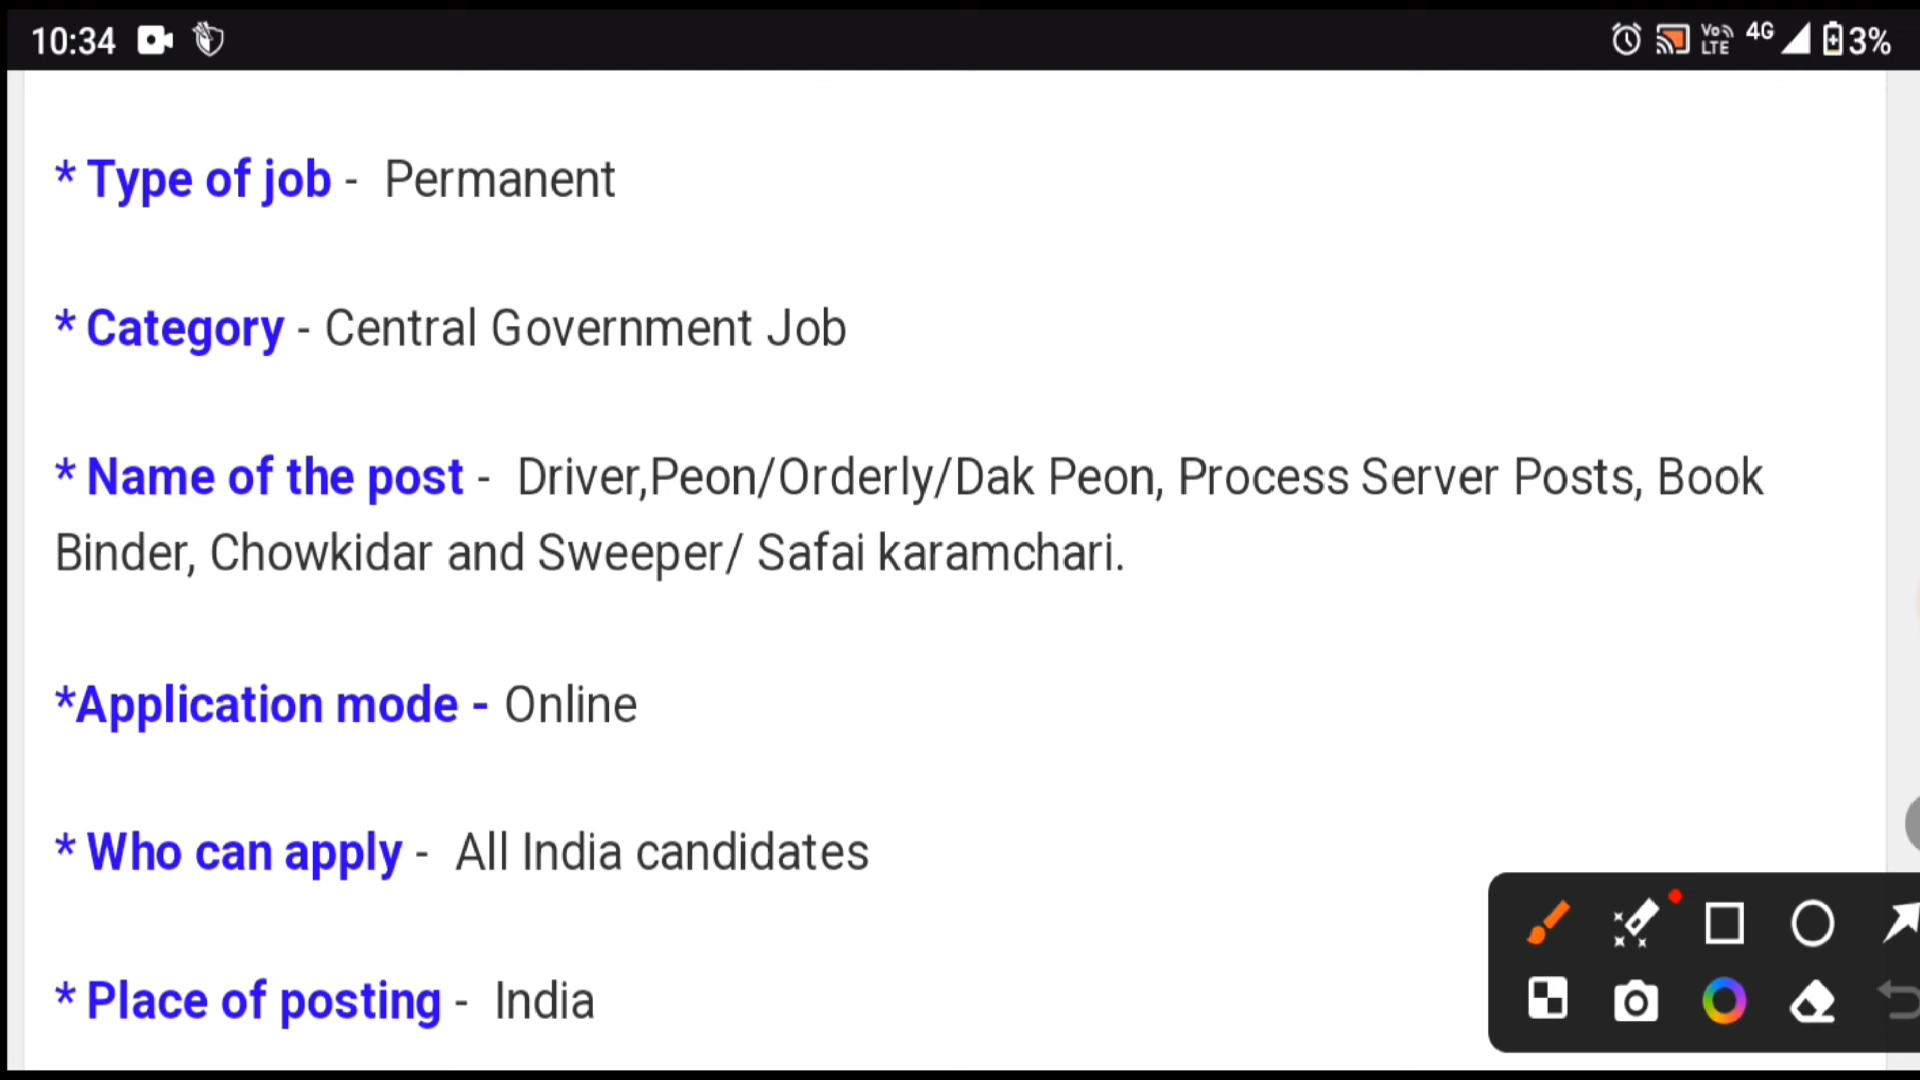 10:34 Vo LTE 4G 3%
* Type of job - Permanent
* Category - Central Government Job
* Name of the post - Driver,Peon/Orderly/Dak Peon, Process Server Posts, Book
Binder, Chowkidar and Sweeper/ Safai karamchari.
*Application mode - Online
* Who can apply - All India candidates
* Place of posting - India